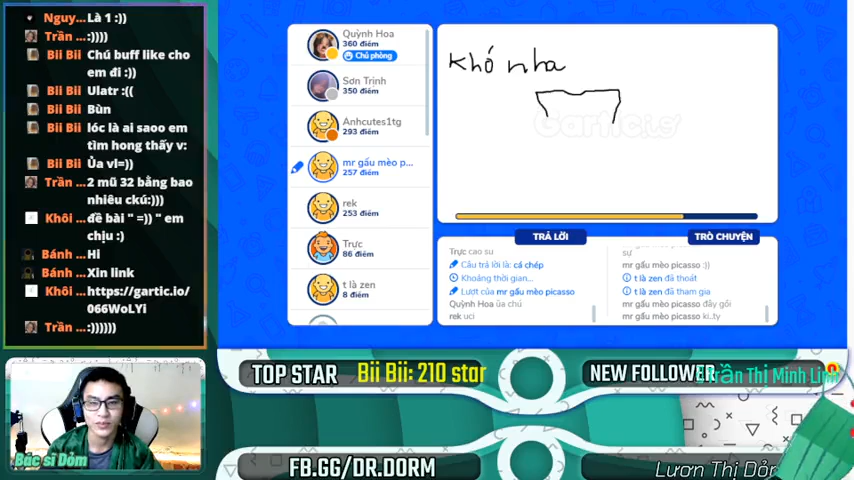 Nguy... Là 1 :))
Trần ... :))))
Bii Bii Chú buff like cho
em đi :))
Bii Bii Ulatr :((
Bii Bii Bùn
Bii Bii lóc là ai saoo em
tìm hong thấy v:
Bii Bii Ủa vl=))
Trần ... 2 mũ 32 bằng bao
nhiêu ckú:)))
Khôi ... đề bài " =)) " em
chịu :)
Bánh ... Hi
Bánh ... Xin link
Khôi ... https://gartic.io/
066WoLYi
Trần ... :))))))
Bác sĩ Dỏm
Quỳnh Hoa
360 điểm
Chủ phòng
Sơn Trinh
350 điểm
Anhcutes1tg
293 điểm
mr gấu mèo p...
257 điểm
rek
253 điểm
Trực
86 điểm
t là zen
8 điểm
Khó nha
Gartic.io
TRẢ LỜI
Trực cao su
Câu trả lời là: cá chép
Khoảng thời gian...
Lượt của mr gấu mèo picasso
Quỳnh Hoa ùa chú
rek uci
TRÒ CHUYỆN
sự
mr gấu mèo picasso :))
t là zen đã thoát
t là zen đã tham gia
mr gấu mèo picasso đây gồi
mr gấu mèo picasso ki..ty
TOP STAR
Bii Bii: 210 star
NEW FOLLOWER
Trần Thị Minh Linh
FB.GG/DR.DORM
Lươn Thị Dỏ